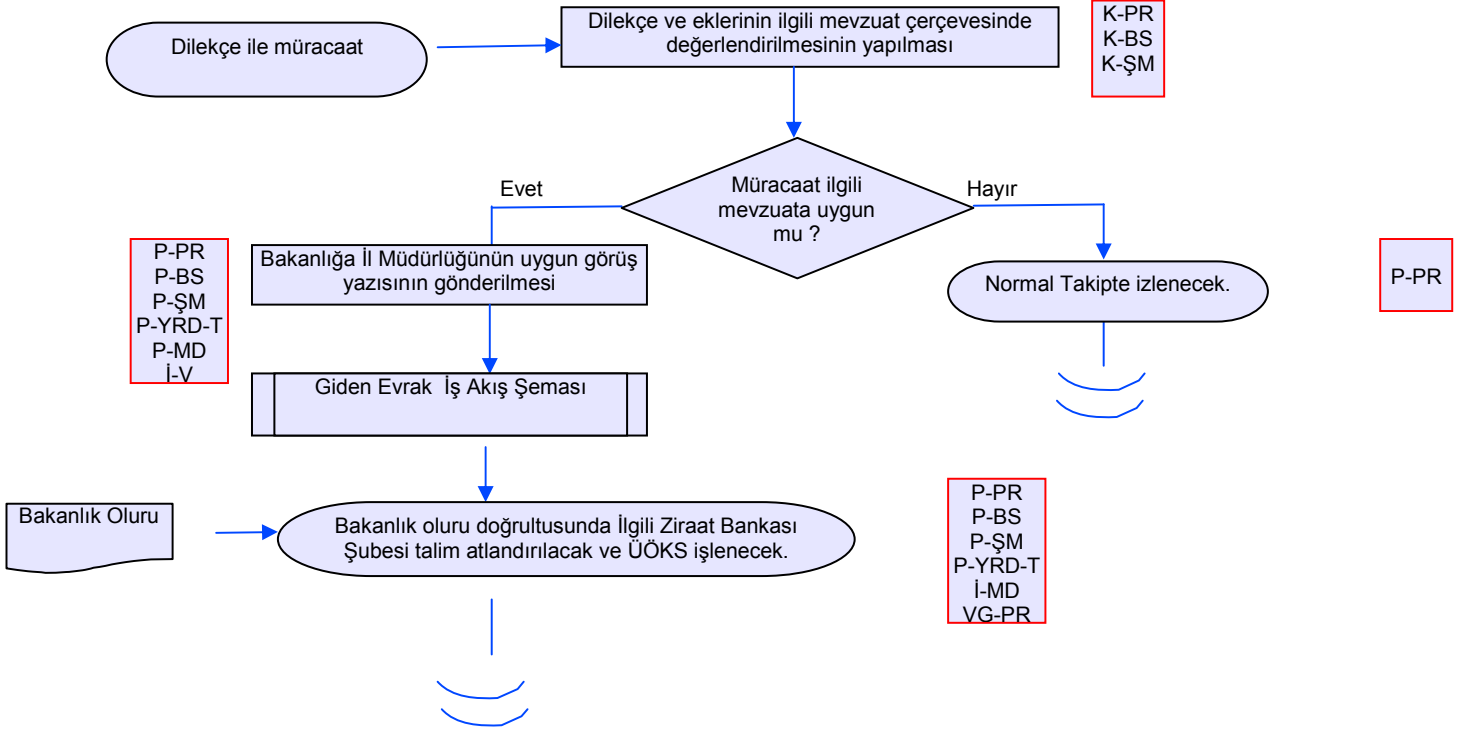 Dilekçe ile müracaat
Dilekçe ve eklerinin ilgili mevzuat çerçevesinde
değerlendirilmesinin yapılması
K-PR
K-BS
K-ŞM
Müracaat ilgili
mevzuata uygun
mu ?
Evet
Hayır
P-PR
P-BS
P-ŞM
P-YRD-T
P-MD
İ-V
Bakanlığa İl Müdürlüğünün uygun görüş
yazısının gönderilmesi
Normal Takipte izlenecek.
P-PR
Giden Evrak  İş Akış Şeması
Bakanlık Oluru
Bakanlık oluru doğrultusunda İlgili Ziraat Bankası
Şubesi talim atlandırılacak ve ÜÖKS işlenecek.
P-PR
P-BS
P-ŞM
P-YRD-T
İ-MD
VG-PR